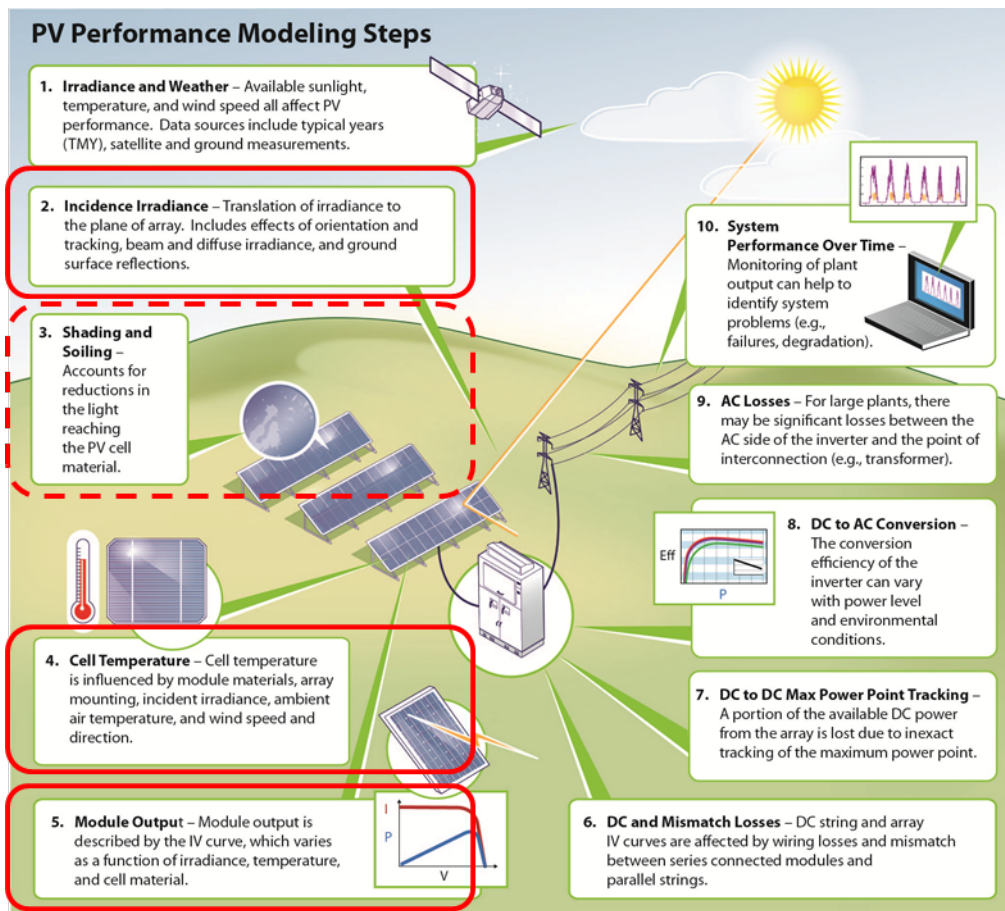 PV Performance Modeling Steps
1. Irradiance and Weather – Available sunlight,
temperature, and wind speed all affect PV
performance. Data sources include typical years
(TMY), satellite and ground measurements.
2. Incidence Irradiance – Translation of irradiance to
the plane of array. Includes effects of orientation and
tracking, beam and diffuse irradiance, and ground
surface reflections.
3. Shading and
Soiling –
Accounts for
reductions in
the light
reaching
the PV cell
material.
4. Cell Temperature – Cell temperature
is influenced by module materials, array
mounting, incident irradiance, ambient
air temperature, and wind speed and
direction.
5. Module Output – Module output is
described by the IV curve, which varies
as a function of irradiance, temperature,
and cell material.
I
P
V
6. DC and Mismatch Losses – DC string and array
IV curves are affected by wiring losses and mismatch
between series connected modules and
parallel strings.
7. DC to DC Max Power Point Tracking –
A portion of the available DC power
from the array is lost due to inexact
tracking of the maximum power point.
8. DC to AC Conversion –
The conversion
efficiency of the
inverter can vary
with power level
and environmental
conditions.
Eff
P
9. AC Losses – For large plants, there
may be significant losses between the
AC side of the inverter and the point of
interconnection (e.g., transformer).
10. System
Performance Over Time –
Monitoring of plant
output can help to
identify system
problems (e.g.,
failures, degradation).